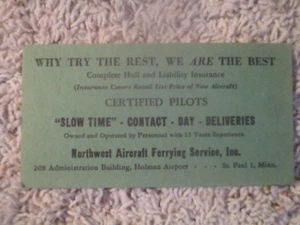 WHY TRY THE REST, WE ARE THE BEST
Complete Hull and Liability Insurance
(Insurance Covers Retail List Price of New Aircraft)
CERTIFIED PILOTS
"SLOW TIME" - CONTACT - DAY - DELIVERIES
Owned and Operated by Personnel with 15 Years Experience.
Northwest Aircraft Ferrying Service, Inc.
208 Administration Building, Holman Airport - - - St. Paul 1, Minn.